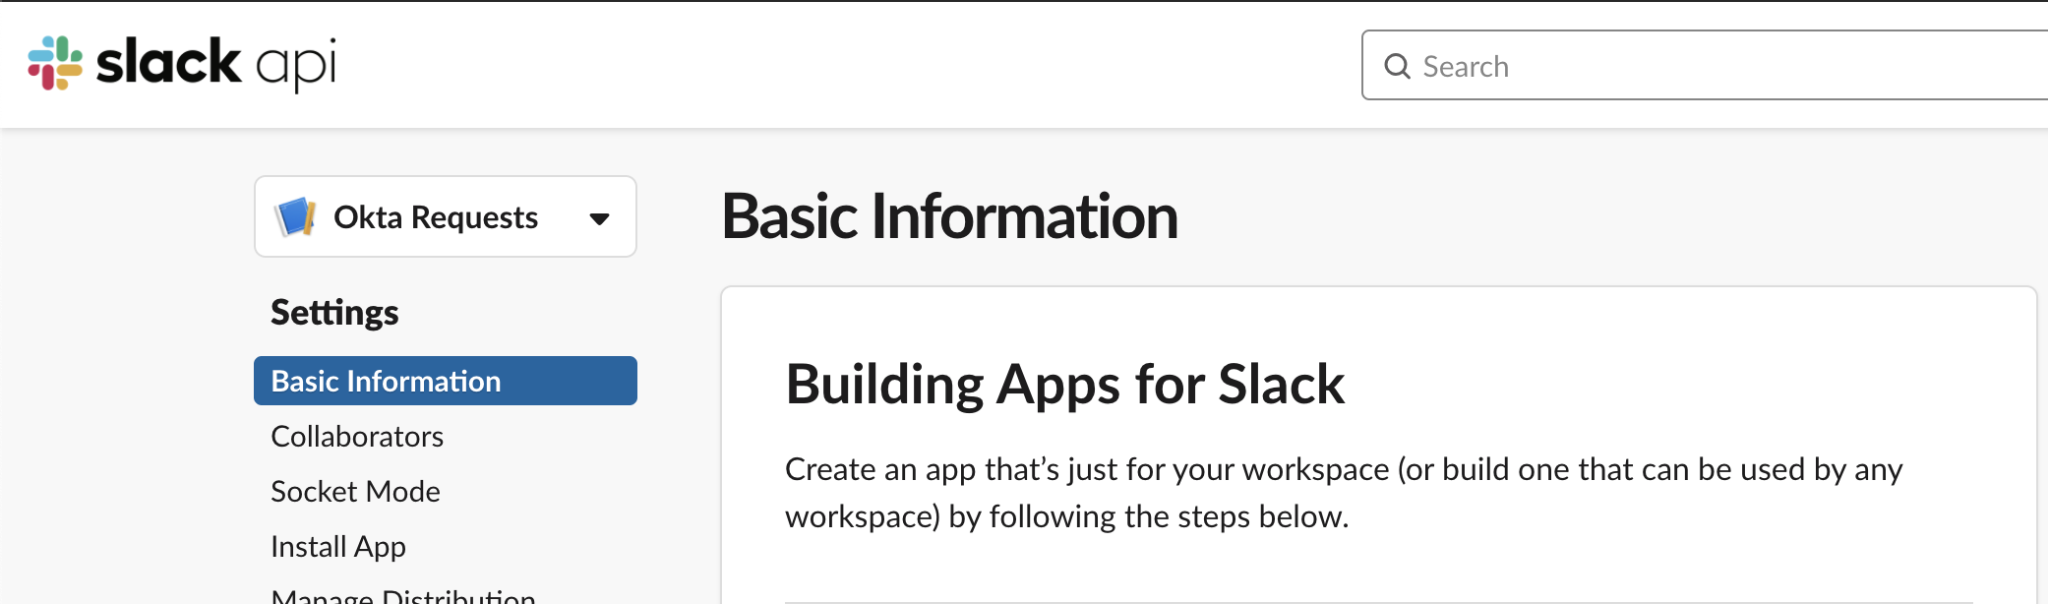 slack api
Search
Okta Requests
Basic Information
Settings
Basic Information
Collaborators
Socket Mode
Install App
Manage Distribution
Building Apps for Slack
Create an app that’s just for your workspace (or build one that can be used by any
workspace) by following the steps below.